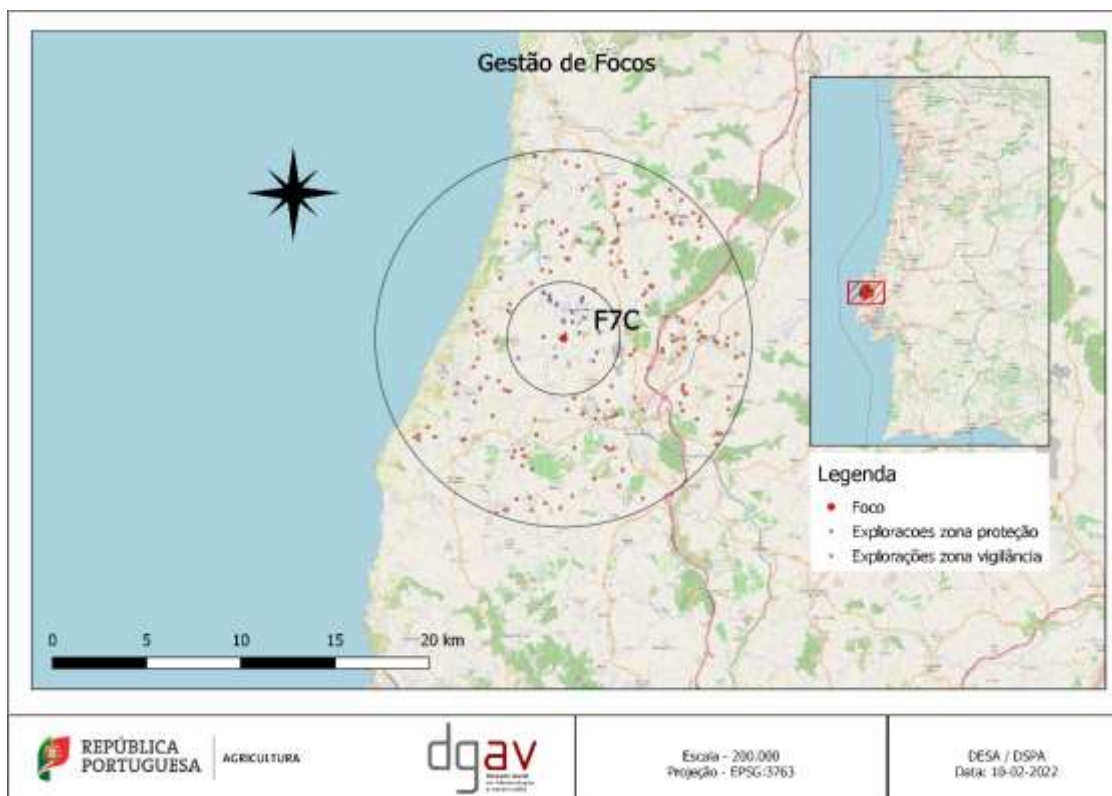 Gestão de Focos
F7C
0 5 10 15 20 km
Legenda
Foco
Exploracoes zona proteção
Explorações zona vigilância
REPÚBLICA
PORTUGUESA
AGRICULTURA
dgav
Escala - 200.000
Projeção - EPSG:3763
DESA / DSPA
Data: 18-02-2022